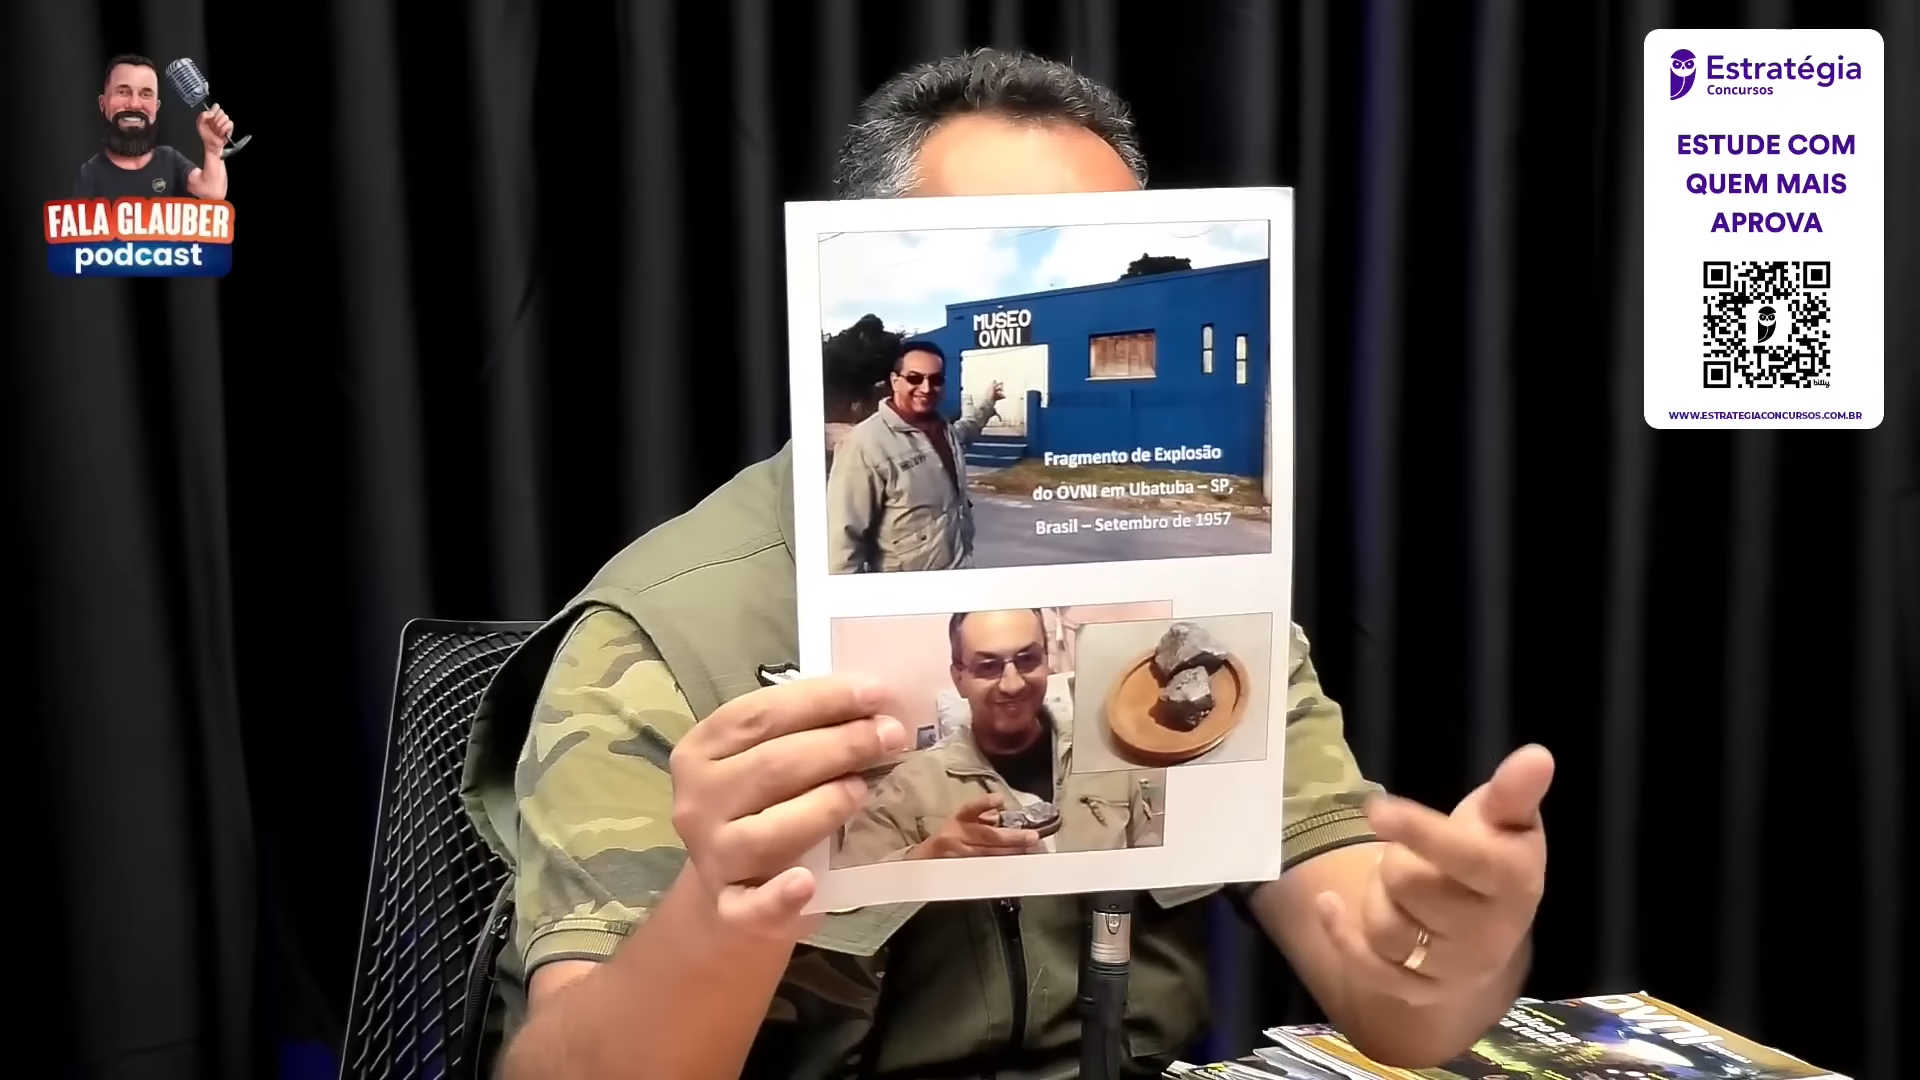 FALA GLAUBER
podcast
Estratégia
Concursos
ESTUDE COM
QUEM MAIS
APROVA
bitly
WWW.ESTRATEGIACONCURSOS.COM.BR
MUSEO
OVNI
Fragmento de Explosão
do OVNI em Ubatuba – SP,
Brasil – Setembro de 1957